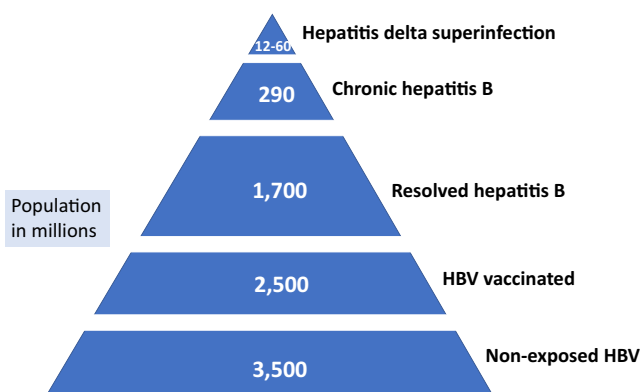 Hepatitis delta superinfection
12-60
Chronic hepatitis B
290
1,700
Resolved hepatitis B
Population
in millions
HBV vaccinated
2,500
Non-exposed HBV
3,500